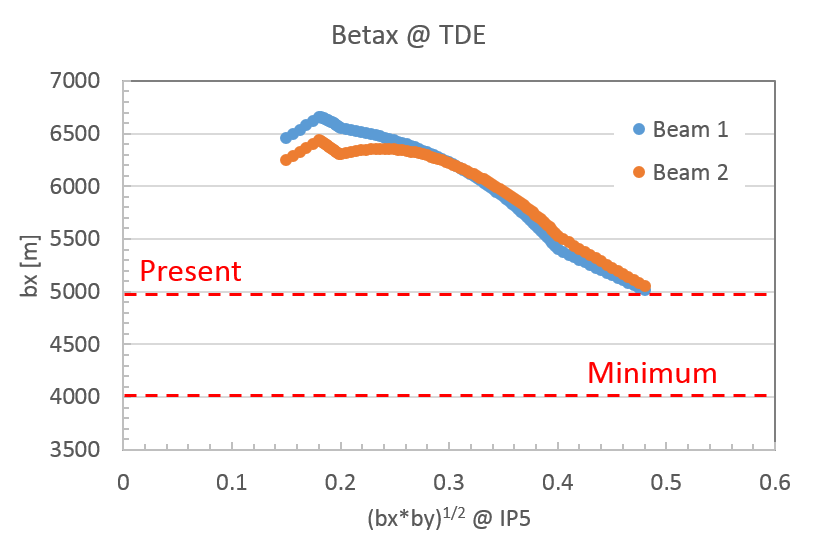 Betax @ TDE
7000
6500
6000
5500
5000
4500
4000
3500
bx [m]
Beam 1
Beam 2
Present
Minimum
0 0.1 0.2 0.3 0.4 0.5 0.6
(bx*by)1/2 @ IP5